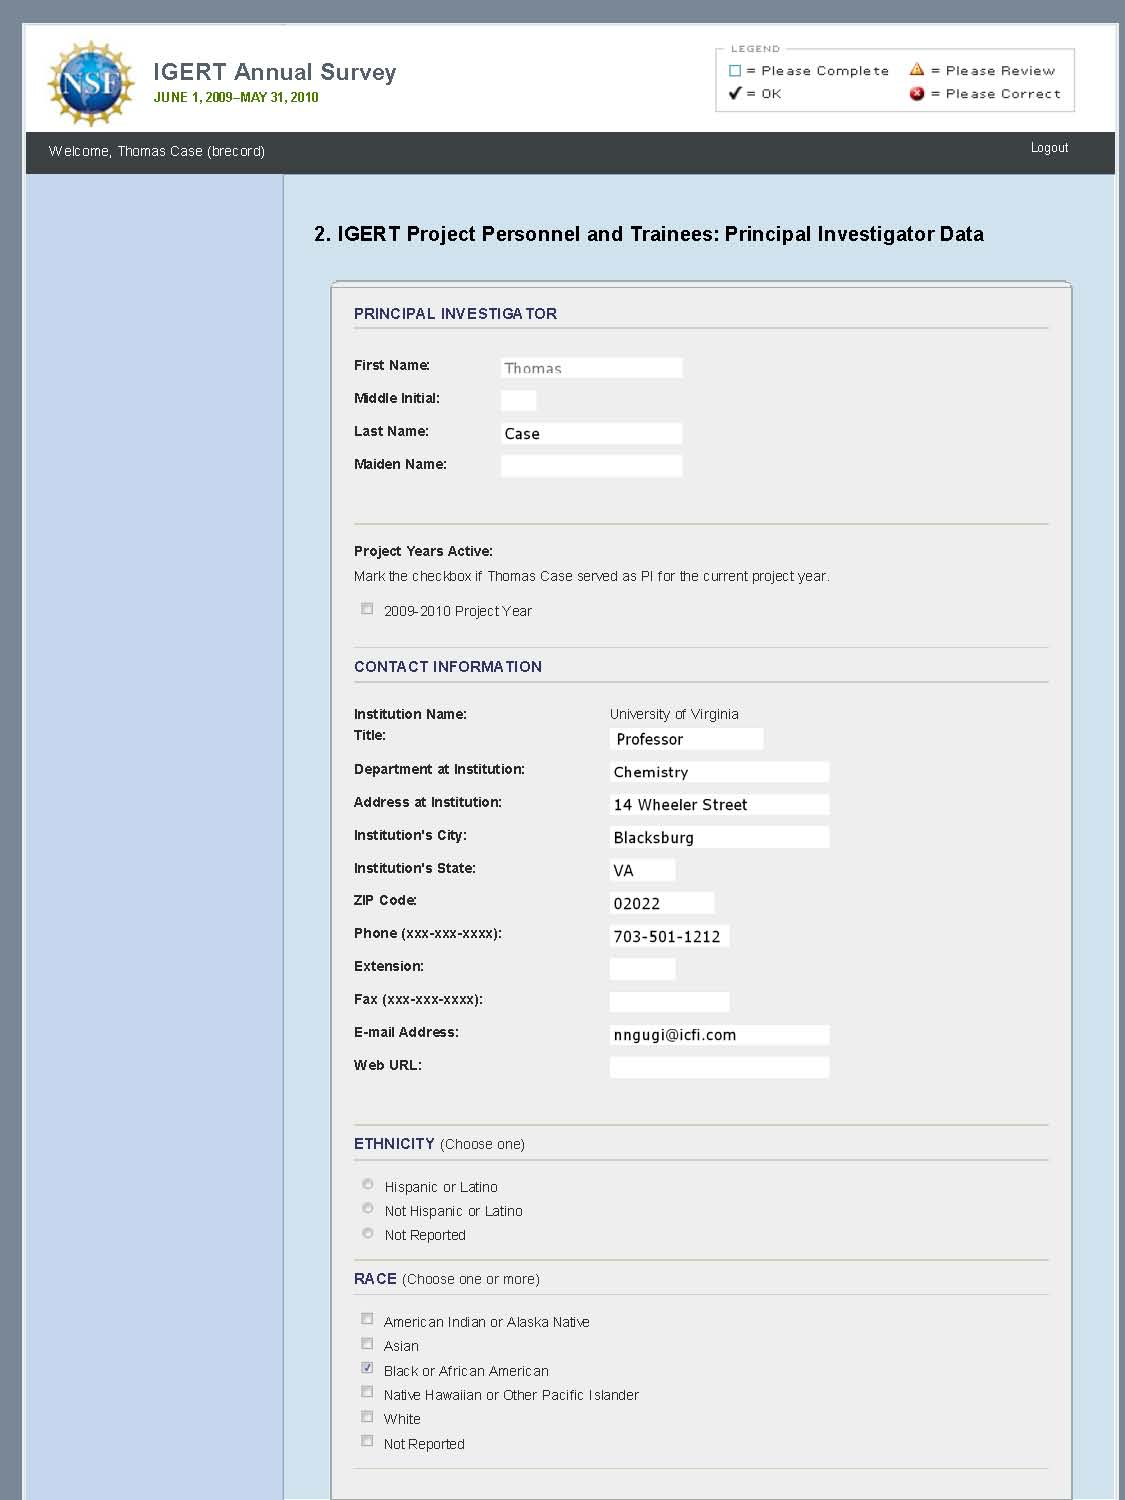 NSF
IGERT Annual Survey
JUNE 1, 2009–MAY 31, 2010
LEGEND
= Please Complete = Please Review
= OK = Please Correct
Welcome, Thomas Case (brecord) Logout
2. IGERT Project Personnel and Trainees: Principal Investigator Data
PRINCIPAL INVESTIGATOR
First Name: Thomas
Middle Initial:
Last Name: Case
Maiden Name:
Project Years Active:
Mark the checkbox if Thomas Case served as PI for the current project year.
2009-2010 Project Year
CONTACT INFORMATION
Institution Name: University of Virginia
Title: Professor
Department at Institution: Chemistry
Address at Institution: 14 Wheeler Street
Institution's City: Blacksburg
Institution's State: VA
ZIP Code: 02022
Phone (xxx-xxx-xxxx): 703-501-1212
Extension:
Fax (xxx-xxx-xxxx):
E-mail Address: nngugi@icfi.com
Web URL:
ETHNICITY (Choose one)
Hispanic or Latino
Not Hispanic or Latino
Not Reported
RACE (Choose one or more)
American Indian or Alaska Native
Asian
Black or African American
Native Hawaiian or Other Pacific Islander
White
Not Reported